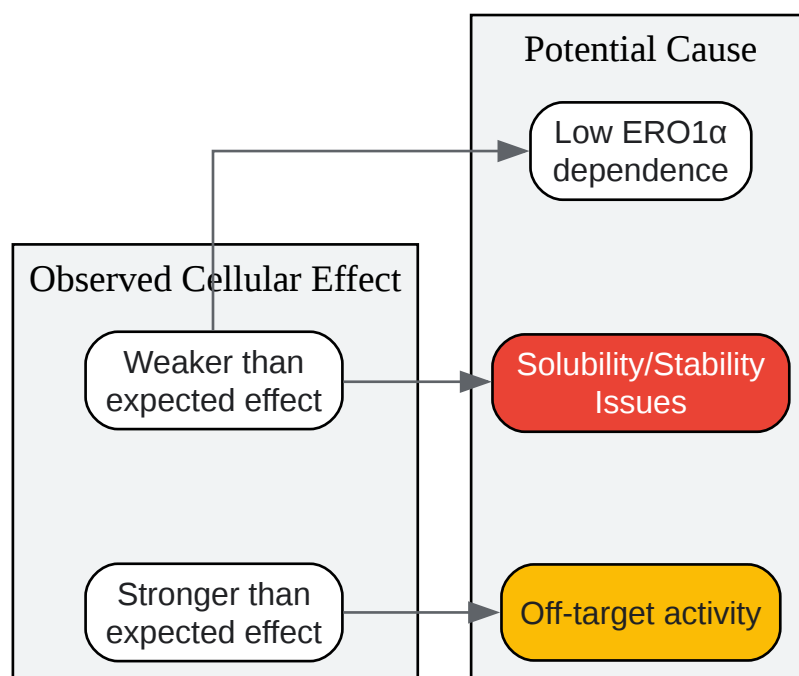 Potential Cause
Low ERO1α
dependence
Observed Cellular Effect
Weaker than
expected effect
Solubility/Stability
Issues
Stronger than
expected effect
Off-target activity